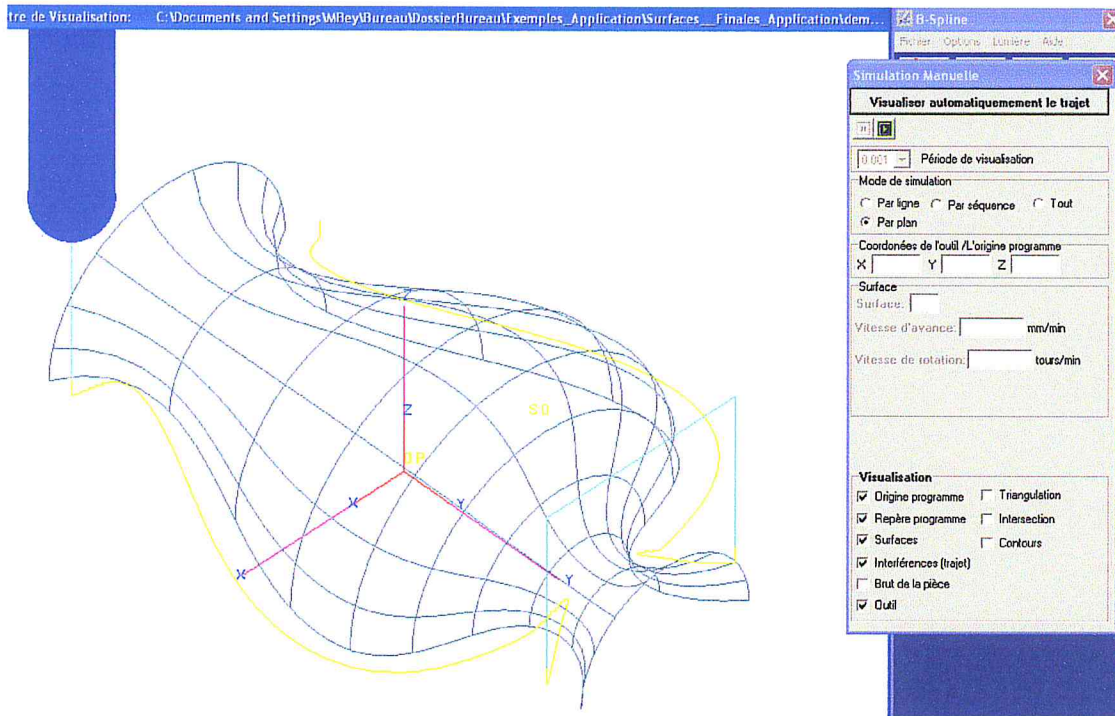 tre de Visualisation: C:\Documents and Settings\MBey\Bureau\DossierBureau\Exemples_Application\Surfaces__Finales_Application\dem...
B-Spline
Fichier Options Lumière Aide
Simulation Manuelle
Visualiser automatiquemement le trajet
0.001 Période de visualisation
Mode de simulation
Par ligne Par séquence Tout
Par plan
Coordonées de l'outil /L'origine programme
X Y Z
Surface
Surface:
Vitesse d'avance: mm/min
Vitesse de rotation: tours/min
Visualisation
Origine programme Triangulation
Repère programme Intersection
Surfaces Contours
Interférences (trajet)
Brut de la pièce
Outil
Z
Z
S0
OP
X
Y
X
Y